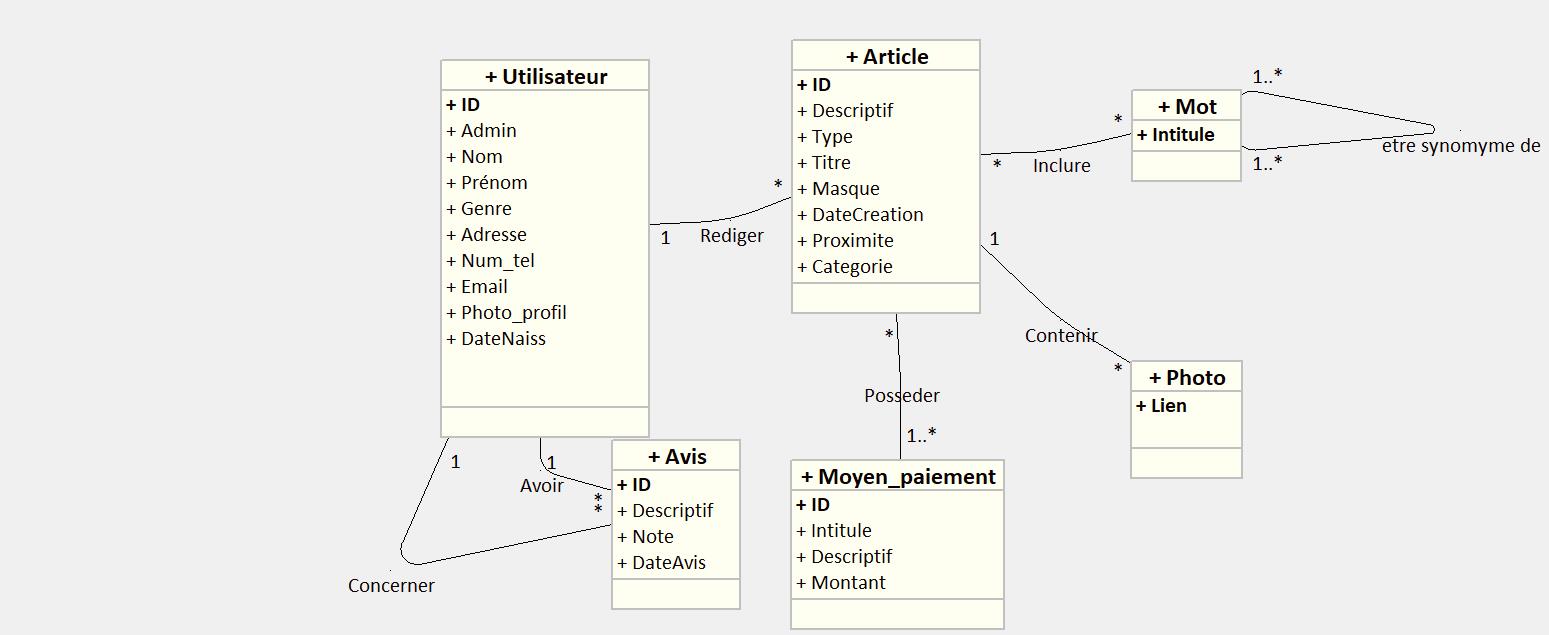 + Utilisateur
+ ID
+ Admin
+ Nom
+ Prénom
+ Genre
+ Adresse
+ Num_tel
+ Email
+ Photo_profil
+ DateNaiss
1
Rediger
*
+ Article
+ ID
+ Descriptif
+ Type
+ Titre
+ Masque
+ DateCreation
+ Proximite
+ Categorie
*
Inclure
*
+ Mot
+ Intitule
1..*
1..*
etre synomyme de
1
Contenir
*
+ Photo
+ Lien
*
Posseder
1..*
+ Moyen_paiement
+ ID
+ Intitule
+ Descriptif
+ Montant
1
Avoir
*
*
1
Concerner
+ Avis
+ ID
+ Descriptif
+ Note
+ DateAvis